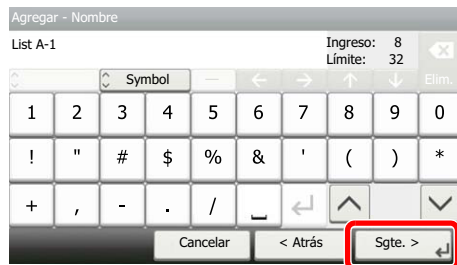 Agregar - Nombre
List A-1 Ingreso: 8
Límite: 32
Symbol Elim.
1 2 3 4 5 6 7 8 9 0
! " # $ % & ' ( ) *
+ , - . / _
Cancelar < Atrás Sgte. >